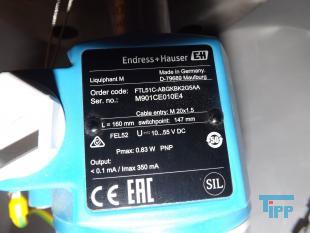 Endress+Hauser EH
Liquiphant M
Made in Germany,
D-79689 Maulburg
Order code: FTL51C-ABGKBK2G5AA
Ser. no.: M901CE010E4
Cable entry: M 20x1.5
L = 160 mm switchpoint: 147 mm
FEL52 U 10...55 V DC
Pmax: 0.83 W PNP
Output:
< 0.1 mA / Imax 350 mA
CE EAC SIL
TIPP